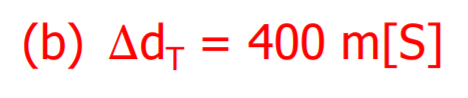 (b) Δd_T = 400 m[S]